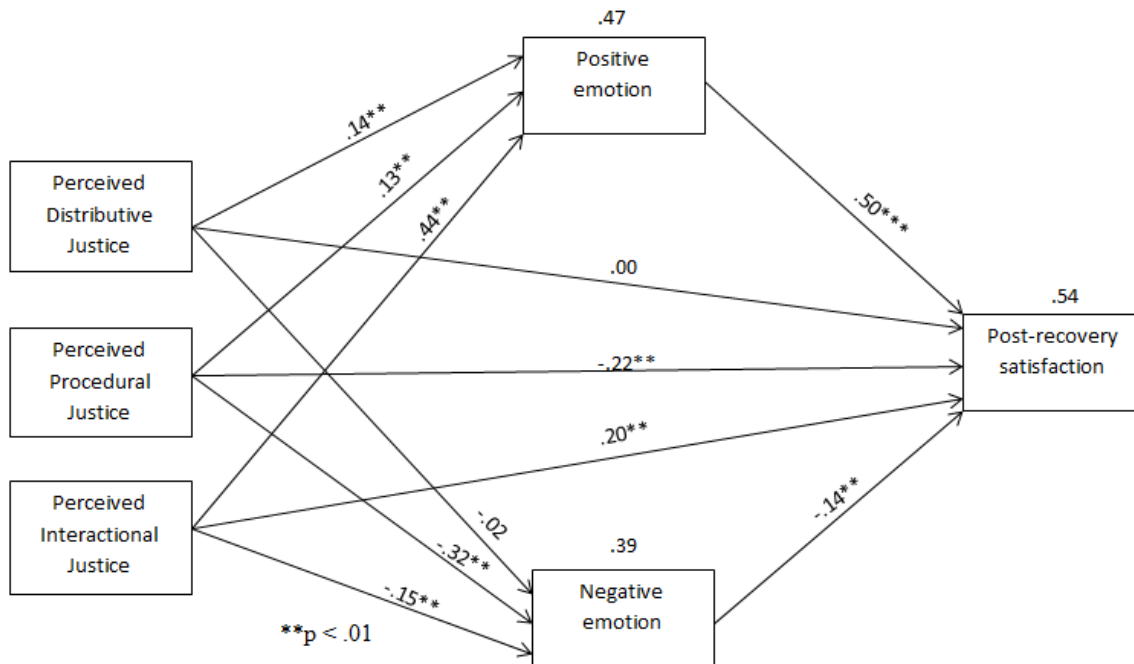 .47
Positive
emotion
.14**
.13**
.44**
Perceived
Distributive
Justice
.50***
.00
.54
Post-recovery
satisfaction
Perceived
Procedural
Justice
-.22**
.20**
Perceived
Interactional
Justice
-.02
-.32**
-.15**
-.14**
.39
Negative
emotion
**p < .01